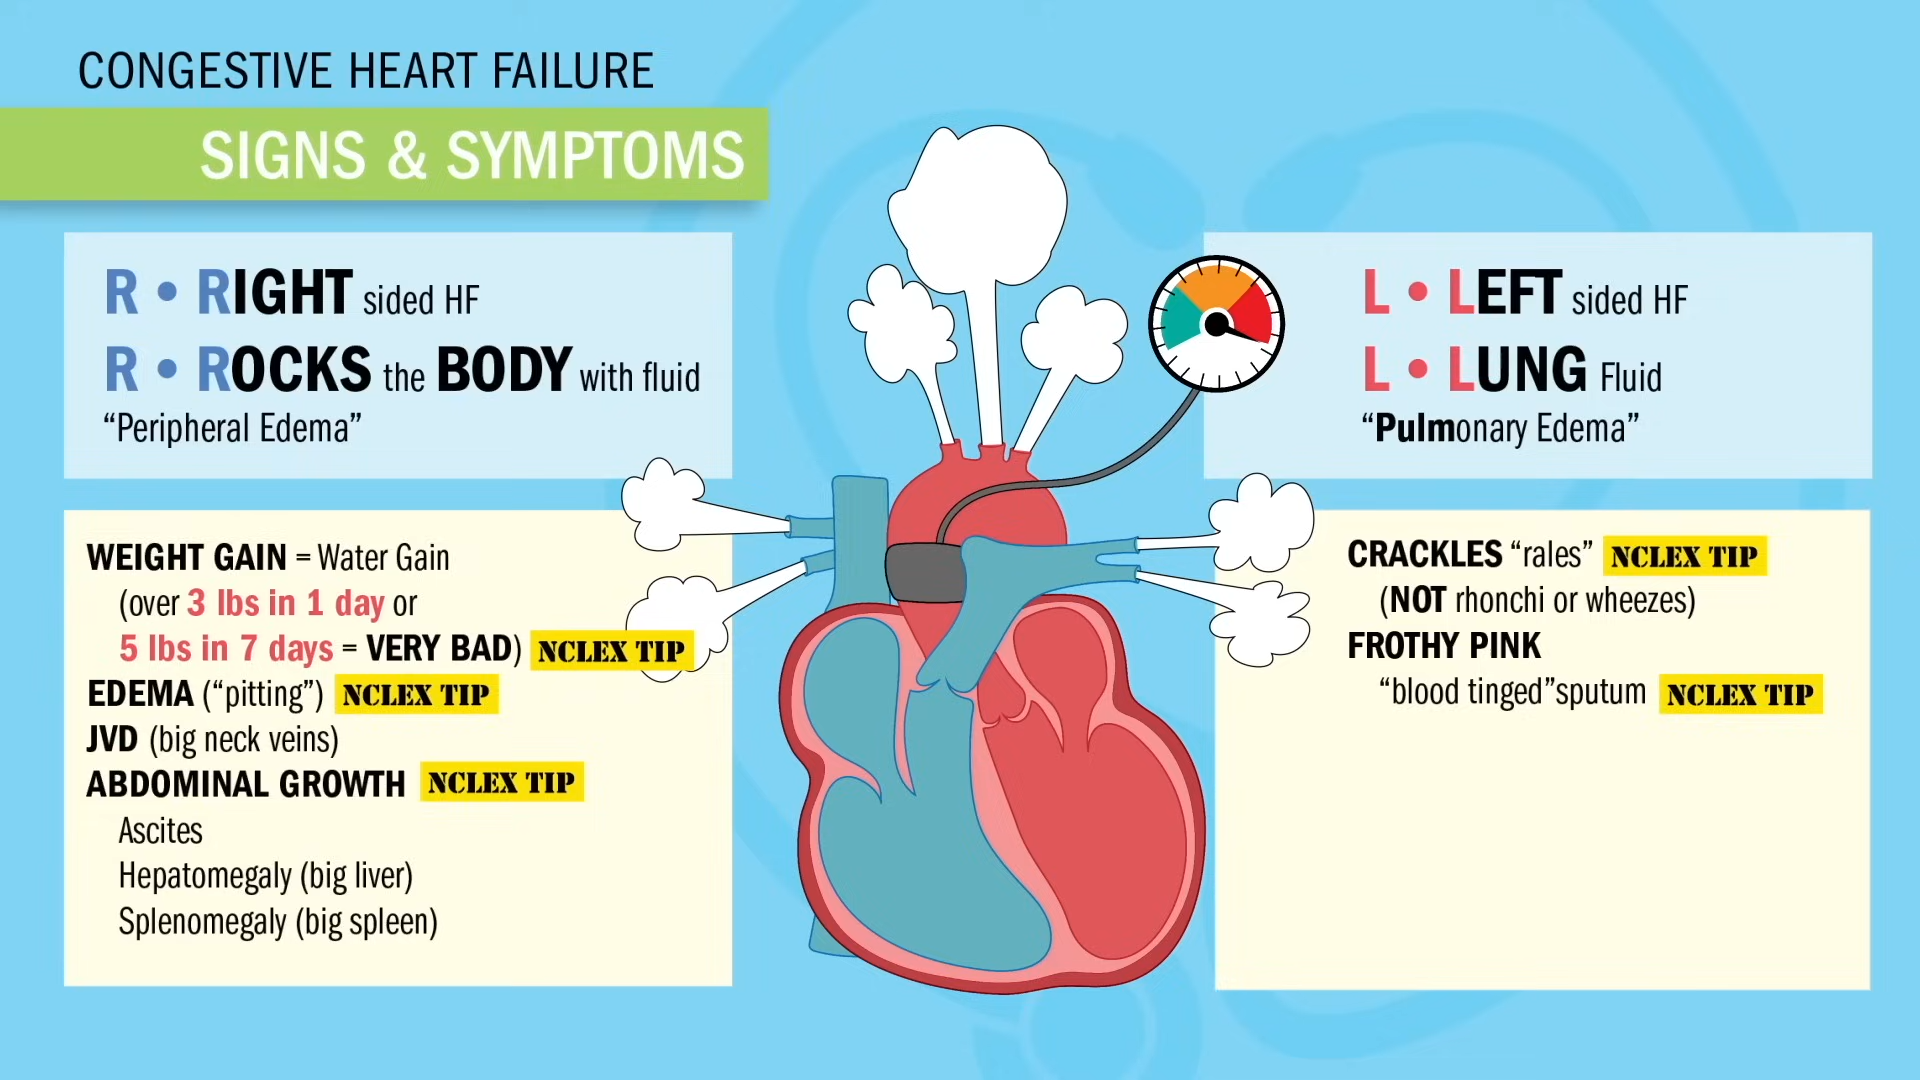 CONGESTIVE HEART FAILURE
SIGNS & SYMPTOMS
R • RIGHT sided HF
R • ROCKS the BODY with fluid
“Peripheral Edema”
WEIGHT GAIN = Water Gain
(over 3 lbs in 1 day or
5 lbs in 7 days = VERY BAD) NCLEX TIP
EDEMA (“pitting”) NCLEX TIP
JVD (big neck veins)
ABDOMINAL GROWTH NCLEX TIP
Ascites
Hepatomegaly (big liver)
Splenomegaly (big spleen)
L • LEFT sided HF
L • LUNG Fluid
“Pulmonary Edema”
CRACKLES “rales” NCLEX TIP
(NOT rhonchi or wheezes)
FROTHY PINK
“blood tinged”sputum NCLEX TIP